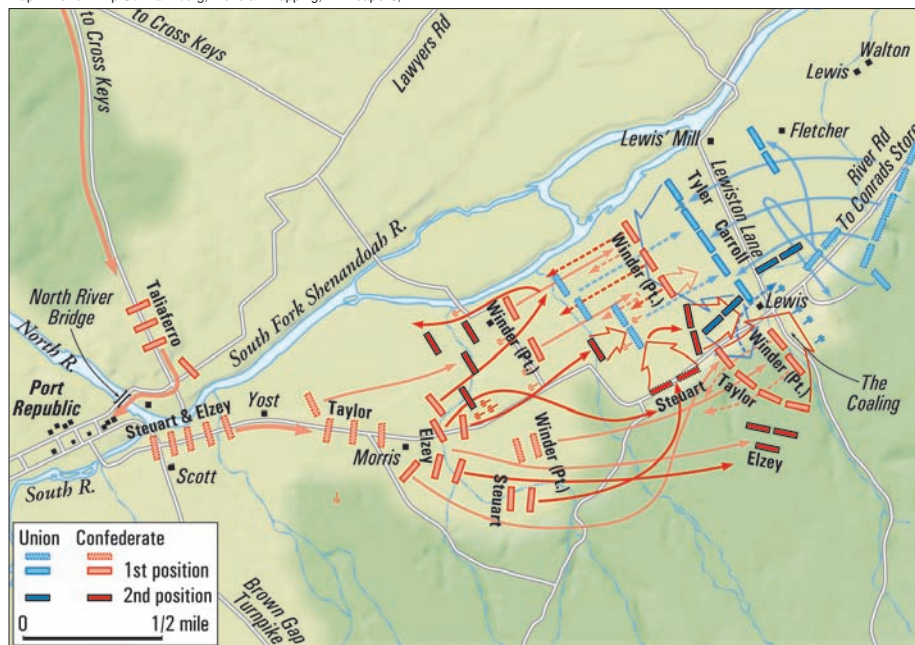 to Cross Keys
to Cross Keys
Lawyers Rd
Walton
Lewis
Fletcher
Lewis' Mill
River Rd
To Conrads Store
Lewiston Lane
Tyler
Carroll
South Fork Shenandoah R.
Winder (Pt.)
Winder (Pt.)
Lewis
Winder (Pt.)
The
Coaling
Taliaferro
North River
Bridge
North R.
Port
Republic
Steuart & Elzey
Yost
Taylor
Steuart
Taylor
Morris
Elzey
Winder (Pt.)
Elzey
Scott
South R.
Steuart
Brown Gap
Turnpike
Union Confederate
1st position
2nd position
0 1/2 mile